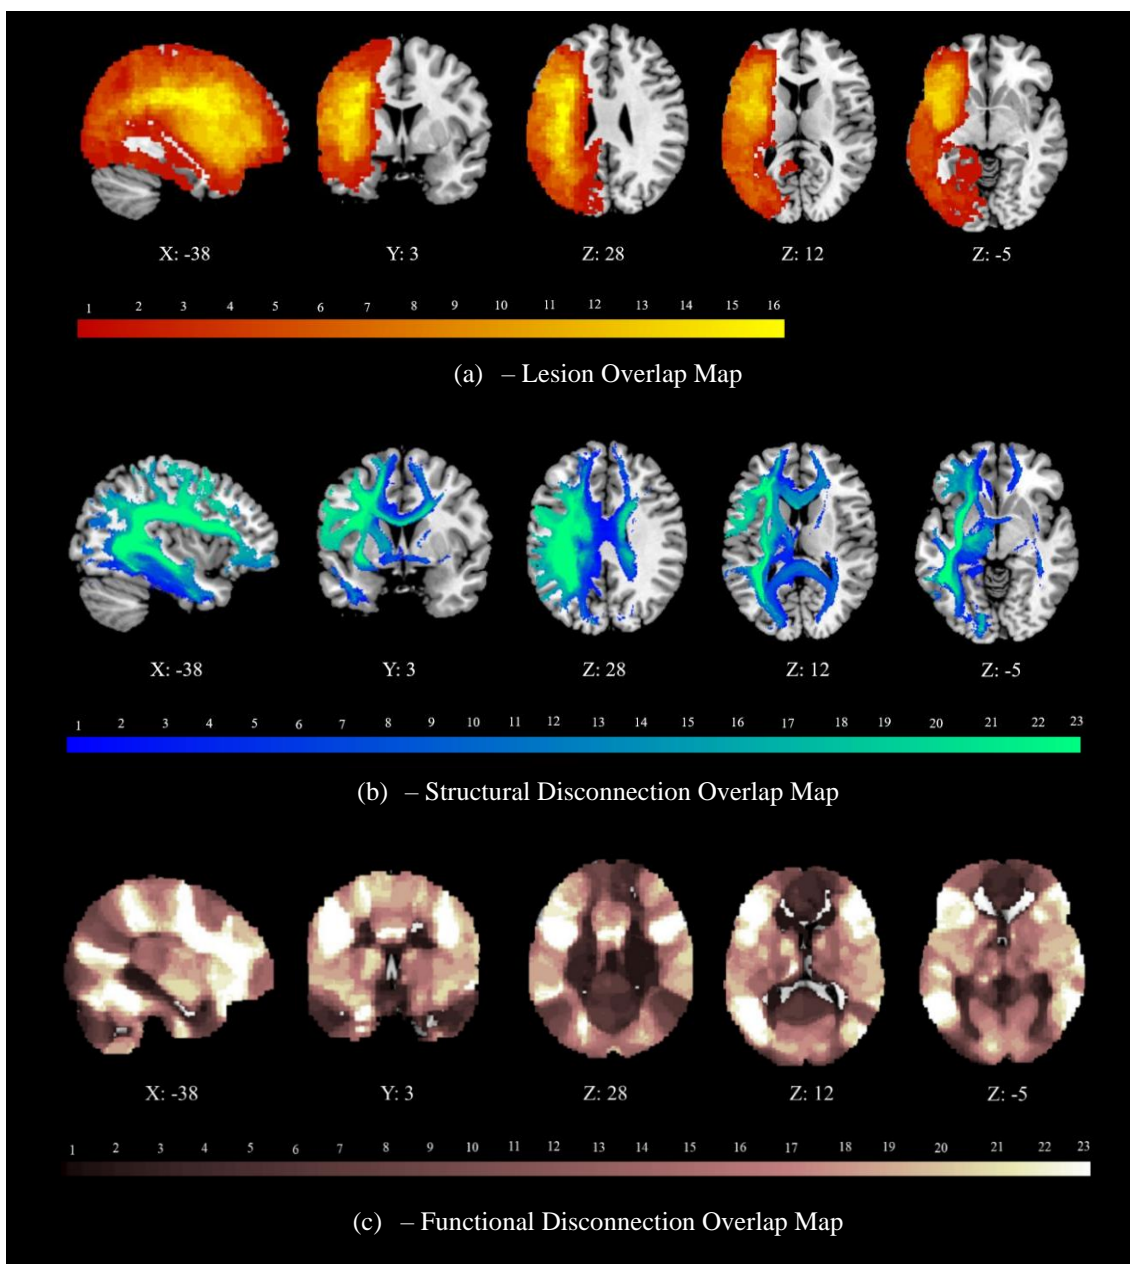 X: -38 Y: 3 Z: 28 Z: 12 Z: -5
1 2 3 4 5 6 7 8 9 10 11 12 13 14 15 16
(a) – Lesion Overlap Map
X: -38 Y: 3 Z: 28 Z: 12 Z: -5
1 2 3 4 5 6 7 8 9 10 11 12 13 14 15 16 17 18 19 20 21 22 23
(b) – Structural Disconnection Overlap Map
X: -38 Y: 3 Z: 28 Z: 12 Z: -5
1 2 3 4 5 6 7 8 9 10 11 12 13 14 15 16 17 18 19 20 21 22 23
(c) – Functional Disconnection Overlap Map